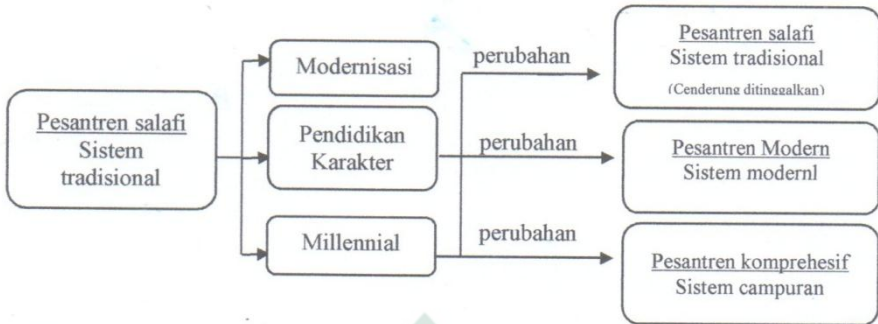 Pesantren salafi
Sistem
tradisional
Modernisasi
Pendidikan
Karakter
Millennial
perubahan
perubahan
perubahan
Pesantren salafi
Sistem tradisional
(Cenderung ditinggalkan)
Pesantren Modern
Sistem modernl
Pesantren komprehesif
Sistem campuran